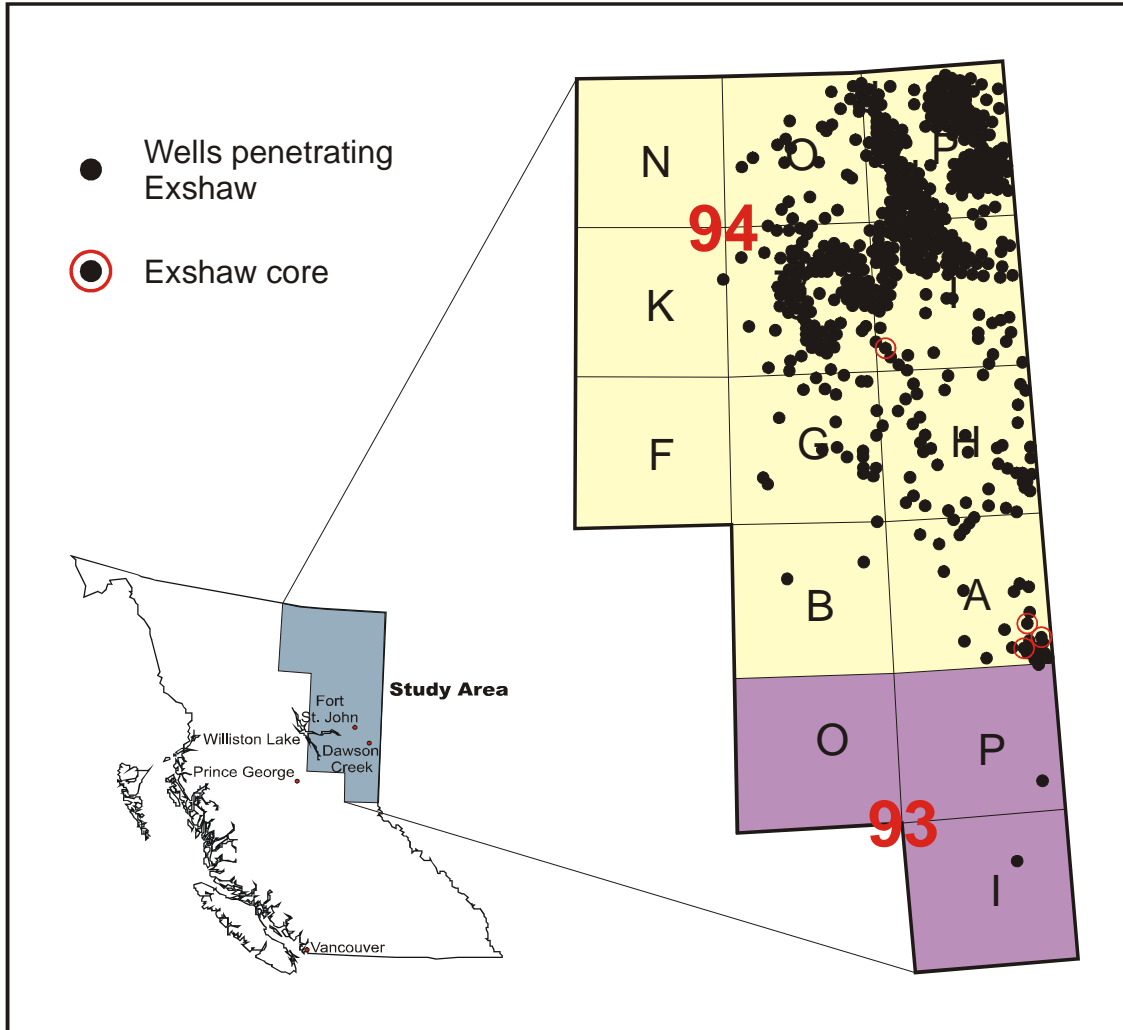 Wells penetrating
Exshaw
Exshaw core
N
O
P
94
K
J
I
F
G
H
B
A
O
P
93
I
Study Area
Fort
St. John
Williston Lake
Dawson
Creek
Prince George
Vancouver